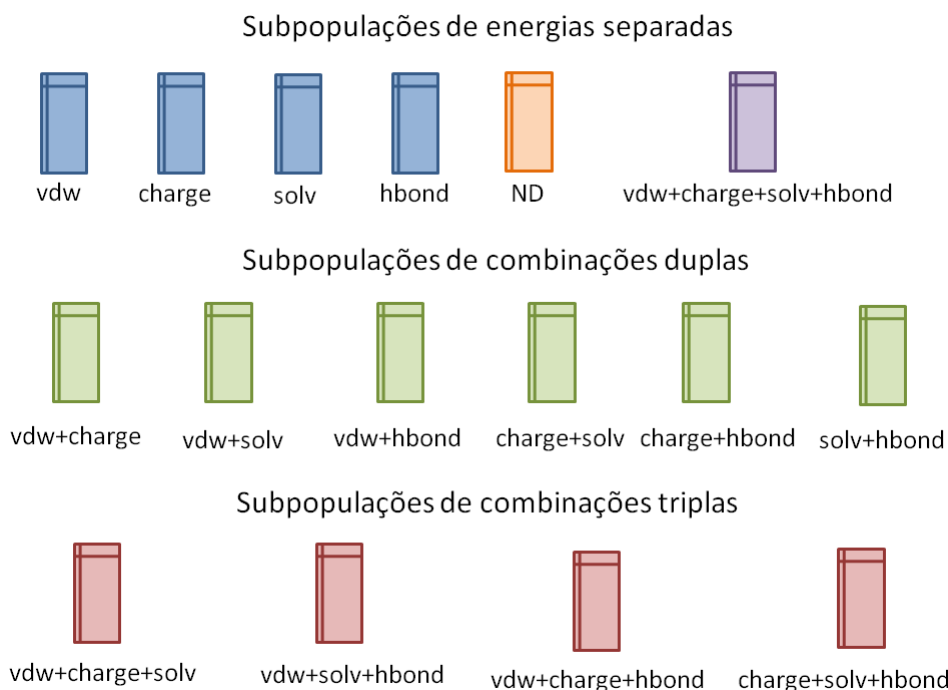 Subpopulações de energias separadas
vdw charge solv hbond ND vdw+charge+solv+hbond
Subpopulações de combinações duplas
vdw+charge vdw+solv vdw+hbond charge+solv charge+hbond solv+hbond
Subpopulações de combinações triplas
vdw+charge+solv vdw+solv+hbond vdw+charge+hbond charge+solv+hbond